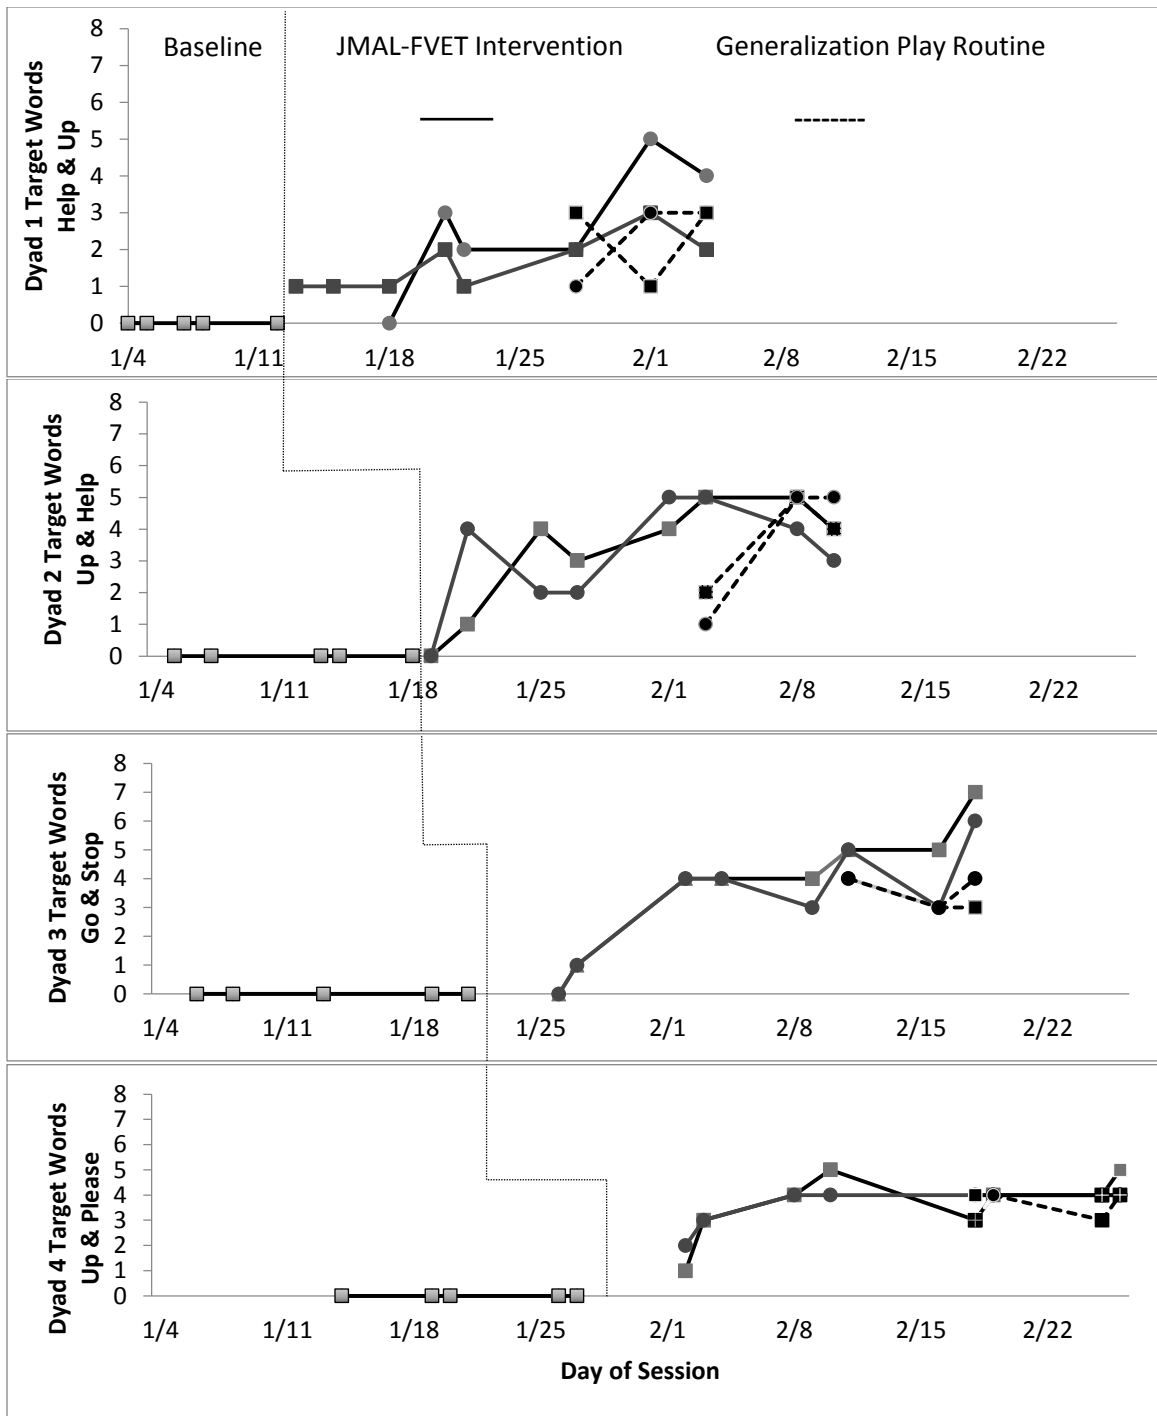 Baseline JMAL-FVET Intervention Generalization Play Routine
Dyad 1 Target Words
Help & Up
8
7
6
5
4
3
2
1
0
1/4 1/11 1/18 1/25 2/1 2/8 2/15 2/22
Dyad 2 Target Words
Up & Help
8
7
6
5
4
3
2
1
0
1/4 1/11 1/18 1/25 2/1 2/8 2/15 2/22
Dyad 3 Target Words
Go & Stop
8
7
6
5
4
3
2
1
0
1/4 1/11 1/18 1/25 2/1 2/8 2/15 2/22
Dyad 4 Target Words
Up & Please
8
7
6
5
4
3
2
1
0
1/4 1/11 1/18 1/25 2/1 2/8 2/15 2/22
Day of Session